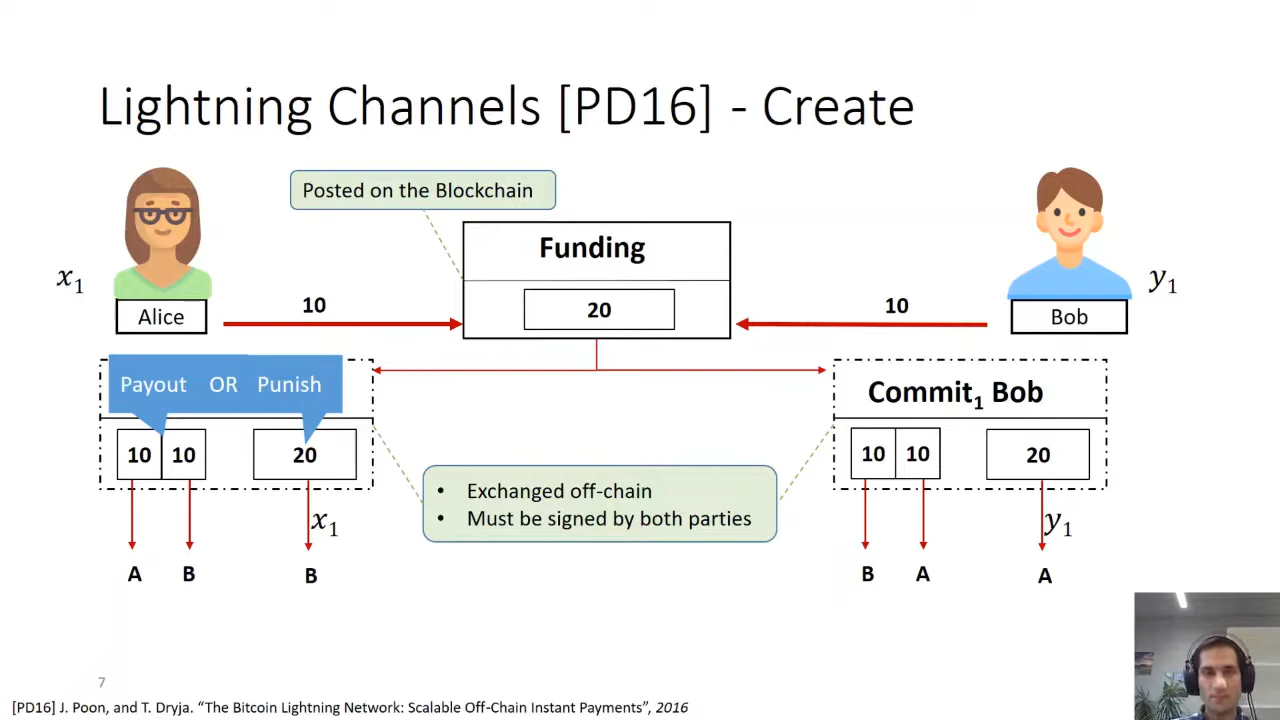 Lightning Channels [PD16] - Create
Posted on the Blockchain
Funding
20
x₁
y₁
Alice
10
10
Bob
Payout OR Punish
Commit₁ Bob
10 10 20
10 10 20
• Exchanged off-chain
• Must be signed by both parties
x₁
y₁
A B B
B A A
7
[PD16] J. Poon, and T. Dryja. “The Bitcoin Lightning Network: Scalable Off-Chain Instant Payments”, 2016